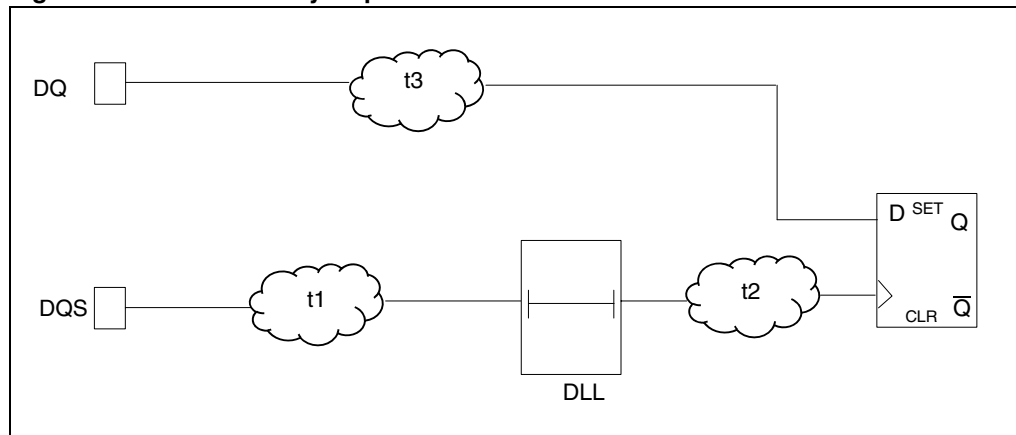 DQ
t3
D SET Q
DQS
t1
t2
CLR Q̅
DLL